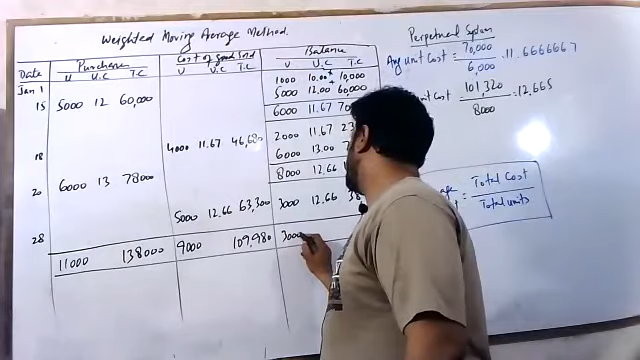 Weighted Moving Average Method.
Perpetual System
Purchases Cost of good Sold Balance
Date U U.C T.C U U.C T.C U U.C T.C
Avg unit Cost = 70,000 / 6,000 = 11.6666667
Jan 1 1000 10.00 10,000
15 5000 12 60,000 5000 12.00 60,000
6000 11.67
unit Cost 101,320 / 8000 = 12.665
4000 11.67 46,680 2000 11.67
18 6000 13.00
20 6000 13 78000 8000 12.66
= Total Cost / Total units
5000 12.66 63,300 3000 12.66
28
11000 138000 9000 109,980 3000